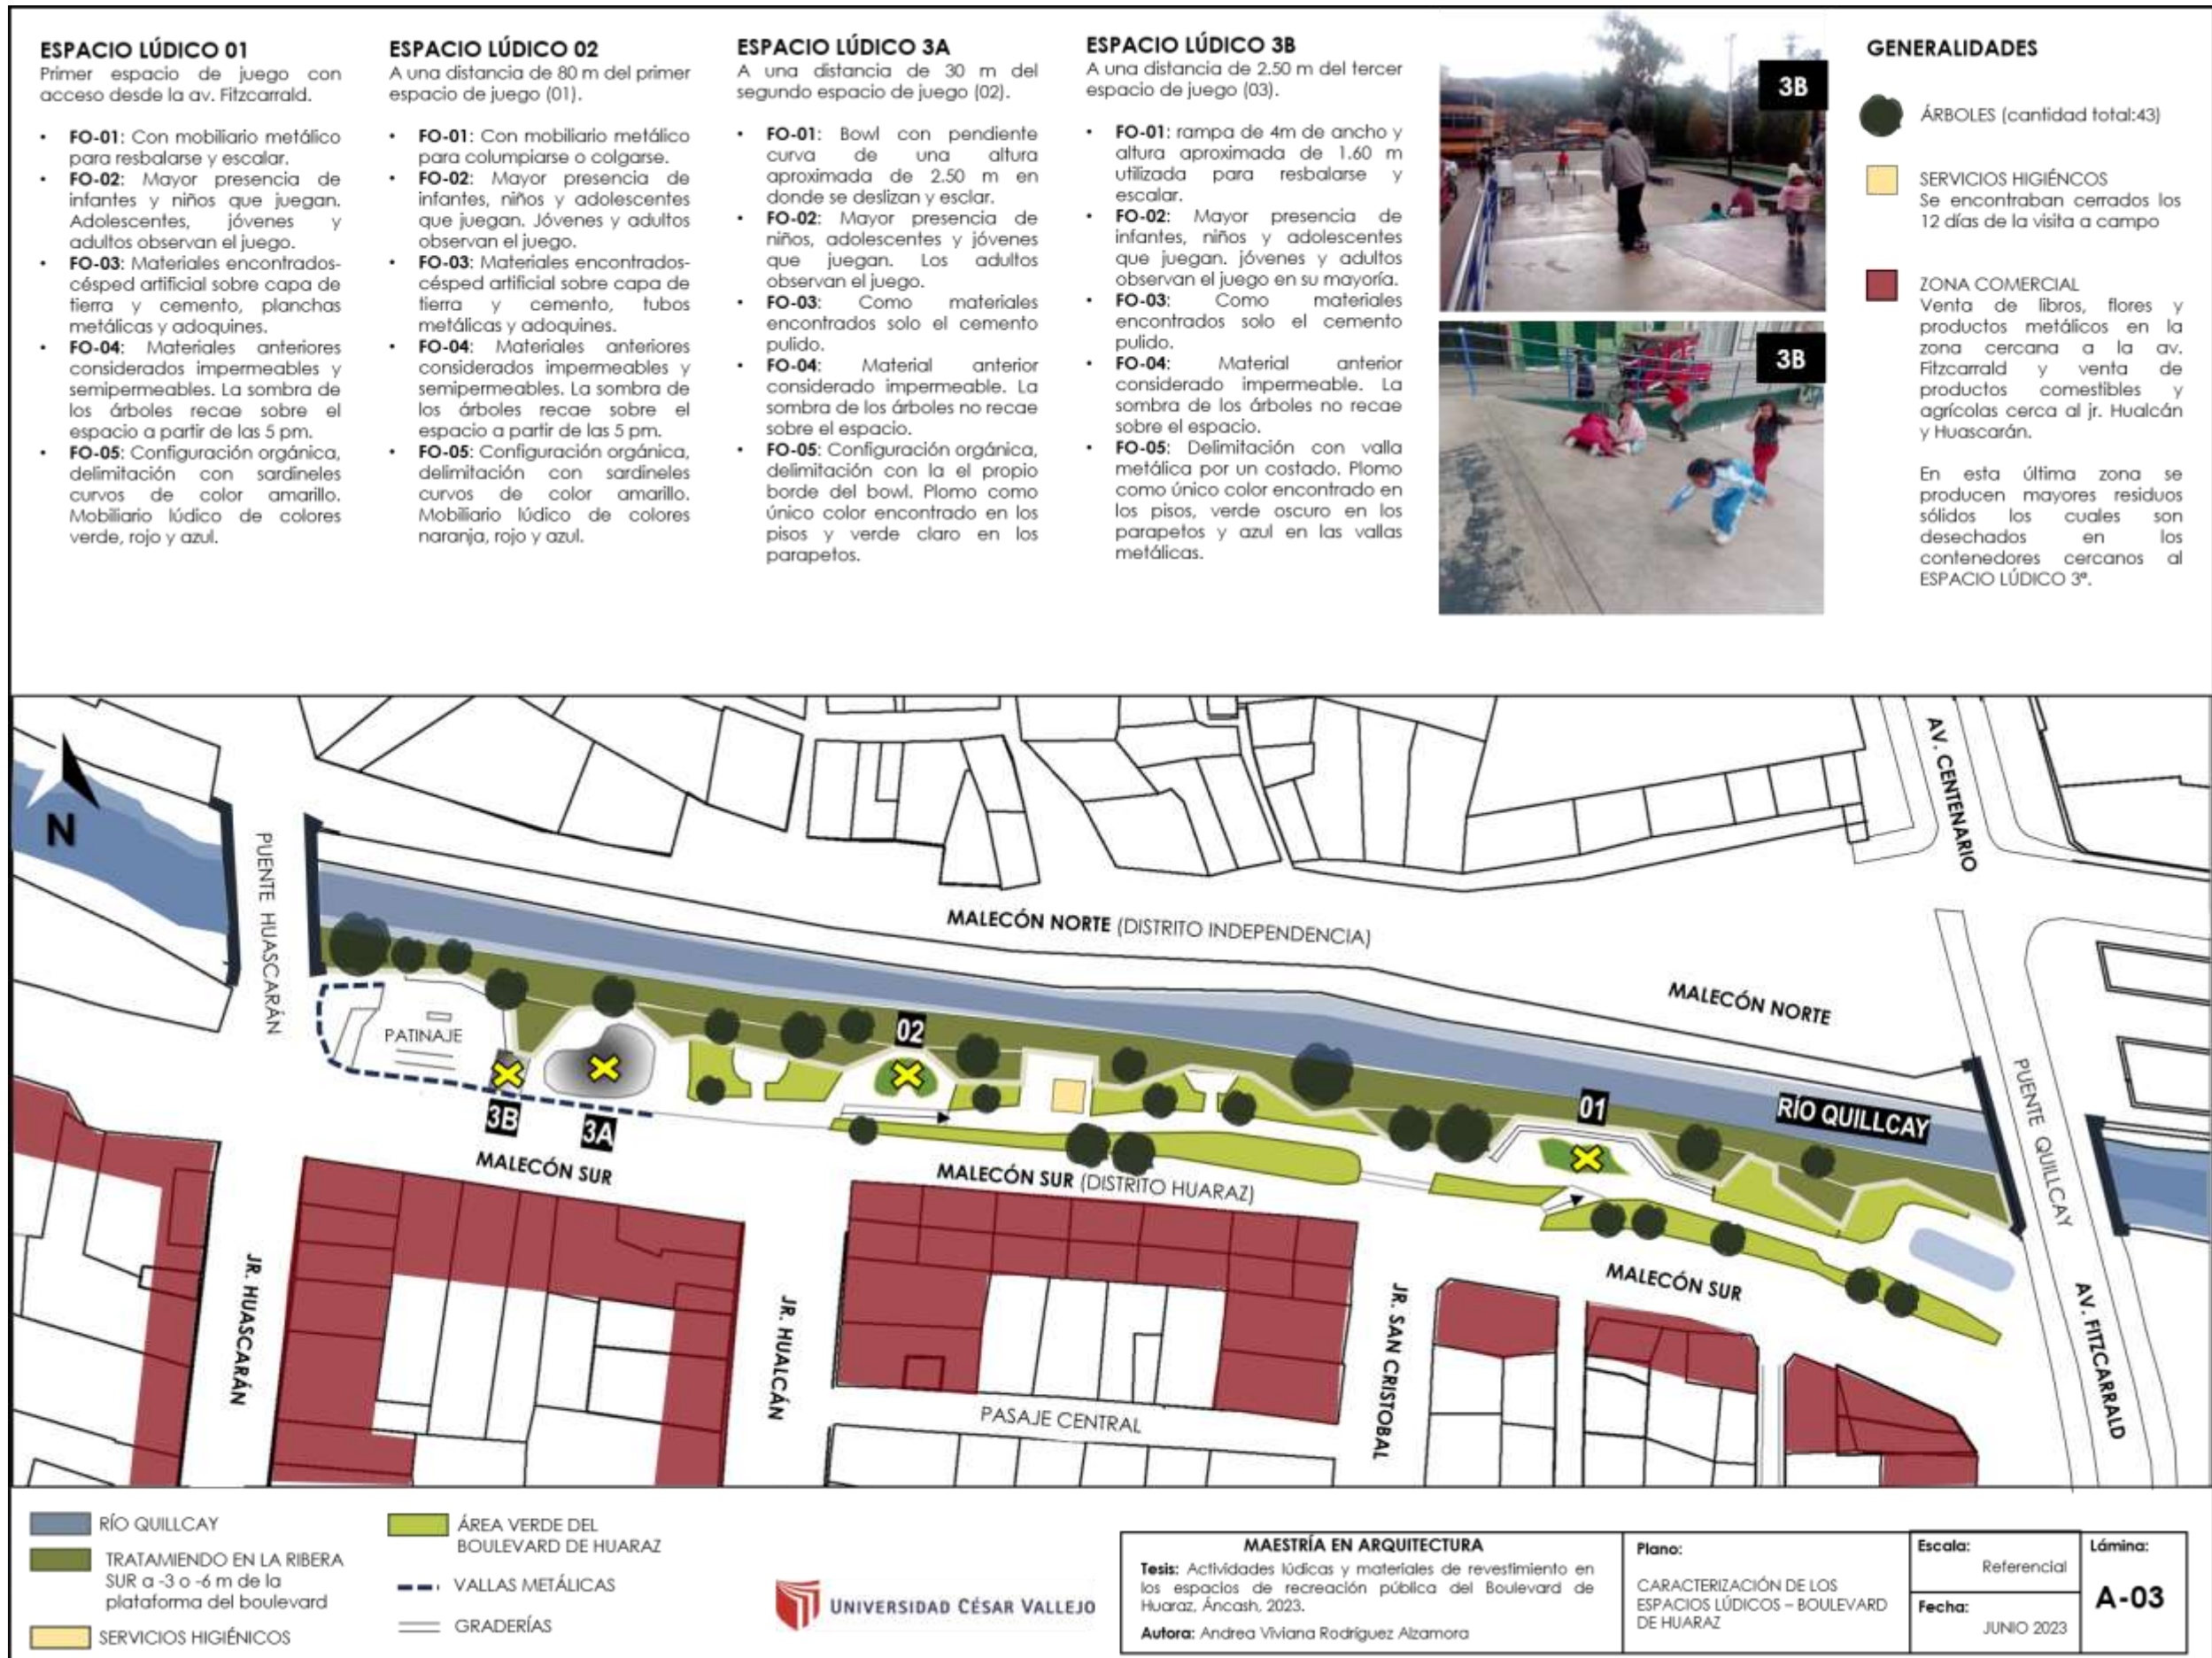 ESPACIO LÚDICO 01
Primer espacio de juego con
acceso desde la av. Fitzcarrald.
• FO-01: Con mobiliario metálico
para resbalarse y escalar.
• FO-02: Mayor presencia de
infantes y niños que juegan.
Adolescentes, jóvenes y
adultos observan el juego.
• FO-03: Materiales encontrados-
césped artificial sobre capa de
tierra y cemento, planchas
metálicas y adoquines.
• FO-04: Materiales anteriores
considerados impermeables y
semipermeables. La sombra de
los árboles recae sobre el
espacio a partir de las 5 pm.
• FO-05: Configuración orgánica,
delimitación con sardineles
curvos de color amarillo.
Mobiliario lúdico de colores
verde, rojo y azul.
ESPACIO LÚDICO 02
A una distancia de 80 m del primer
espacio de juego (01).
• FO-01: Con mobiliario metálico
para columpiarse o colgarse.
• FO-02: Mayor presencia de
infantes, niños y adolescentes
que juegan. Jóvenes y adultos
observan el juego.
• FO-03: Materiales encontrados-
césped artificial sobre capa de
tierra y cemento, tubos
metálicas y adoquines.
• FO-04: Materiales anteriores
considerados impermeables y
semipermeables. La sombra de
los árboles recae sobre el
espacio a partir de las 5 pm.
• FO-05: Configuración orgánica,
delimitación con sardineles
curvos de color amarillo.
Mobiliario lúdico de colores
naranja, rojo y azul.
ESPACIO LÚDICO 3A
A una distancia de 30 m del
segundo espacio de juego (02).
• FO-01: Bowl con pendiente
curva de una altura
aproximada de 2.50 m en
donde se deslizan y esclar.
• FO-02: Mayor presencia de
niños, adolescentes y jóvenes
que juegan. Los adultos
observan el juego.
• FO-03: Como materiales
encontrados solo el cemento
pulido.
• FO-04: Material anterior
considerado impermeable. La
sombra de los árboles no recae
sobre el espacio.
• FO-05: Configuración orgánica,
delimitación con la el propio
borde del bowl. Plomo como
único color encontrado en los
pisos y verde claro en los
parapetos.
ESPACIO LÚDICO 3B
A una distancia de 2.50 m del tercer
espacio de juego (03).
• FO-01: rampa de 4m de ancho y
altura aproximada de 1.60 m
utilizada para resbalarse y
escalar.
• FO-02: Mayor presencia de
infantes, niños y adolescentes
que juegan. jóvenes y adultos
observan el juego en su mayoría.
• FO-03: Como materiales
encontrados solo el cemento
pulido.
• FO-04: Material anterior
considerado impermeable. La
sombra de los árboles no recae
sobre el espacio.
• FO-05: Delimitación con valla
metálica por un costado. Plomo
como único color encontrado en
los pisos, verde oscuro en los
parapetos y azul en las vallas
metálicas.
3B
3B
GENERALIDADES
ÁRBOLES (cantidad total:43)
SERVICIOS HIGIÉNCOS
Se encontraban cerrados los
12 días de la visita a campo
ZONA COMERCIAL
Venta de libros, flores y
productos metálicos en la
zona cercana a la av.
Fitzcarrald y venta de
productos comestibles y
agrícolas cerca al jr. Hualcán
y Huascarán.
En esta última zona se
producen mayores residuos
sólidos los cuales son
desechados en los
contenedores cercanos al
ESPACIO LÚDICO 3ª.
N
PUENTE HUASCARÁN
AV. CENTENARIO
MALECÓN NORTE (DISTRITO INDEPENDENCIA)
MALECÓN NORTE
PATINAJE
02
01
RÍO QUILLCAY
3B
3A
PUENTE QUILLCAY
MALECÓN SUR
MALECÓN SUR (DISTRITO HUARAZ)
MALECÓN SUR
JR. HUASCARÁN
JR. HUALCÁN
JR. SAN CRISTOBAL
AV. FITZCARRALD
PASAJE CENTRAL
RÍO QUILLCAY
TRATAMIENDO EN LA RIBERA
SUR a -3 o -6 m de la
plataforma del boulevard
SERVICIOS HIGIÉNICOS
ÁREA VERDE DEL
BOULEVARD DE HUARAZ
VALLAS METÁLICAS
GRADERÍAS
UNIVERSIDAD CÉSAR VALLEJO
MAESTRÍA EN ARQUITECTURA
Tesis: Actividades lúdicas y materiales de revestimiento en
los espacios de recreación pública del Boulevard de
Huaraz, Áncash, 2023.
Autora: Andrea Viviana Rodríguez Alzamora
Plano:
CARACTERIZACIÓN DE LOS
ESPACIOS LÚDICOS – BOULEVARD
DE HUARAZ
Escala:
Referencial
Fecha:
JUNIO 2023
Lámina:
A-03